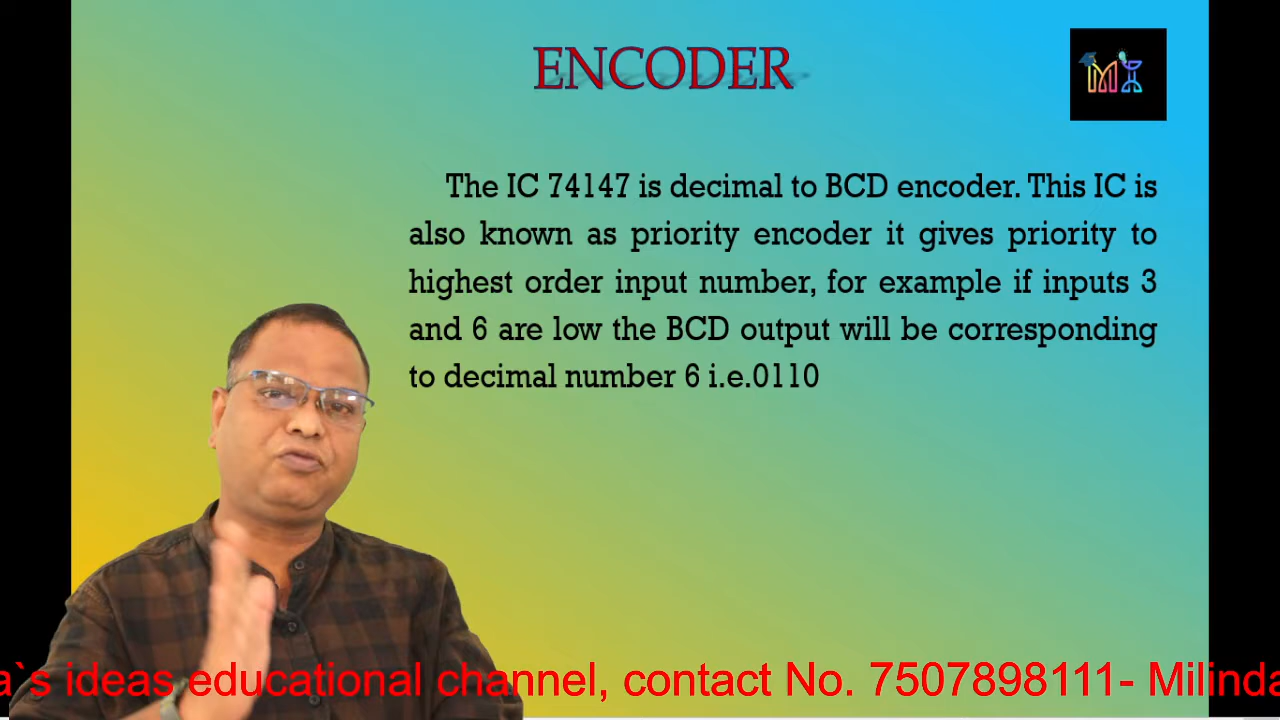 ENCODER
MI
The IC 74147 is decimal to BCD encoder. This IC is
also known as priority encoder it gives priority to
highest order input number, for example if inputs 3
and 6 are low the BCD output will be corresponding
to decimal number 6 i.e.0110
a`s ideas educational channel, contact No. 7507898111- Milinda